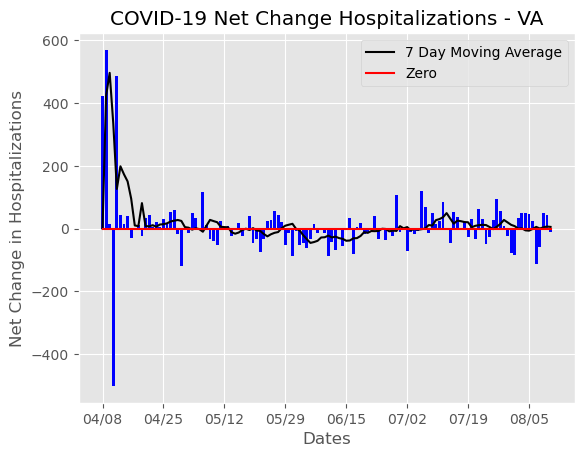 COVID-19 Net Change Hospitalizations - VA
7 Day Moving Average
Zero
Net Change in Hospitalizations
600
400
200
0
−200
−400
04/08 04/25 05/12 05/29 06/15 07/02 07/19 08/05
Dates